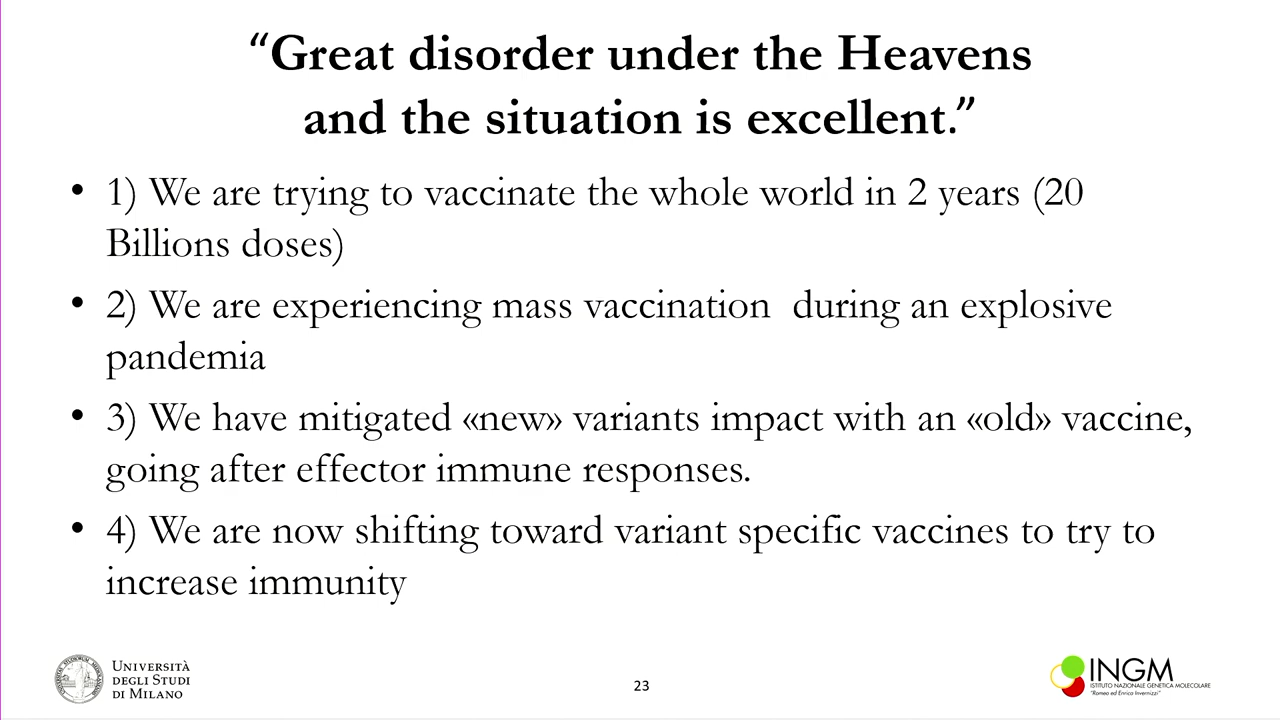 “Great disorder under the Heavens
and the situation is excellent.”
• 1) We are trying to vaccinate the whole world in 2 years (20
Billions doses)
• 2) We are experiencing mass vaccination  during an explosive
pandemia
• 3) We have mitigated «new» variants impact with an «old» vaccine,
going after effector immune responses.
• 4) We are now shifting toward variant specific vaccines to try to
increase immunity
UNIVERSITÀ
DEGLI STUDI
DI MILANO
23
INGM
ISTITUTO NAZIONALE GENETICA MOLECOLARE
"Romeo ed Enrica Invernizzi"